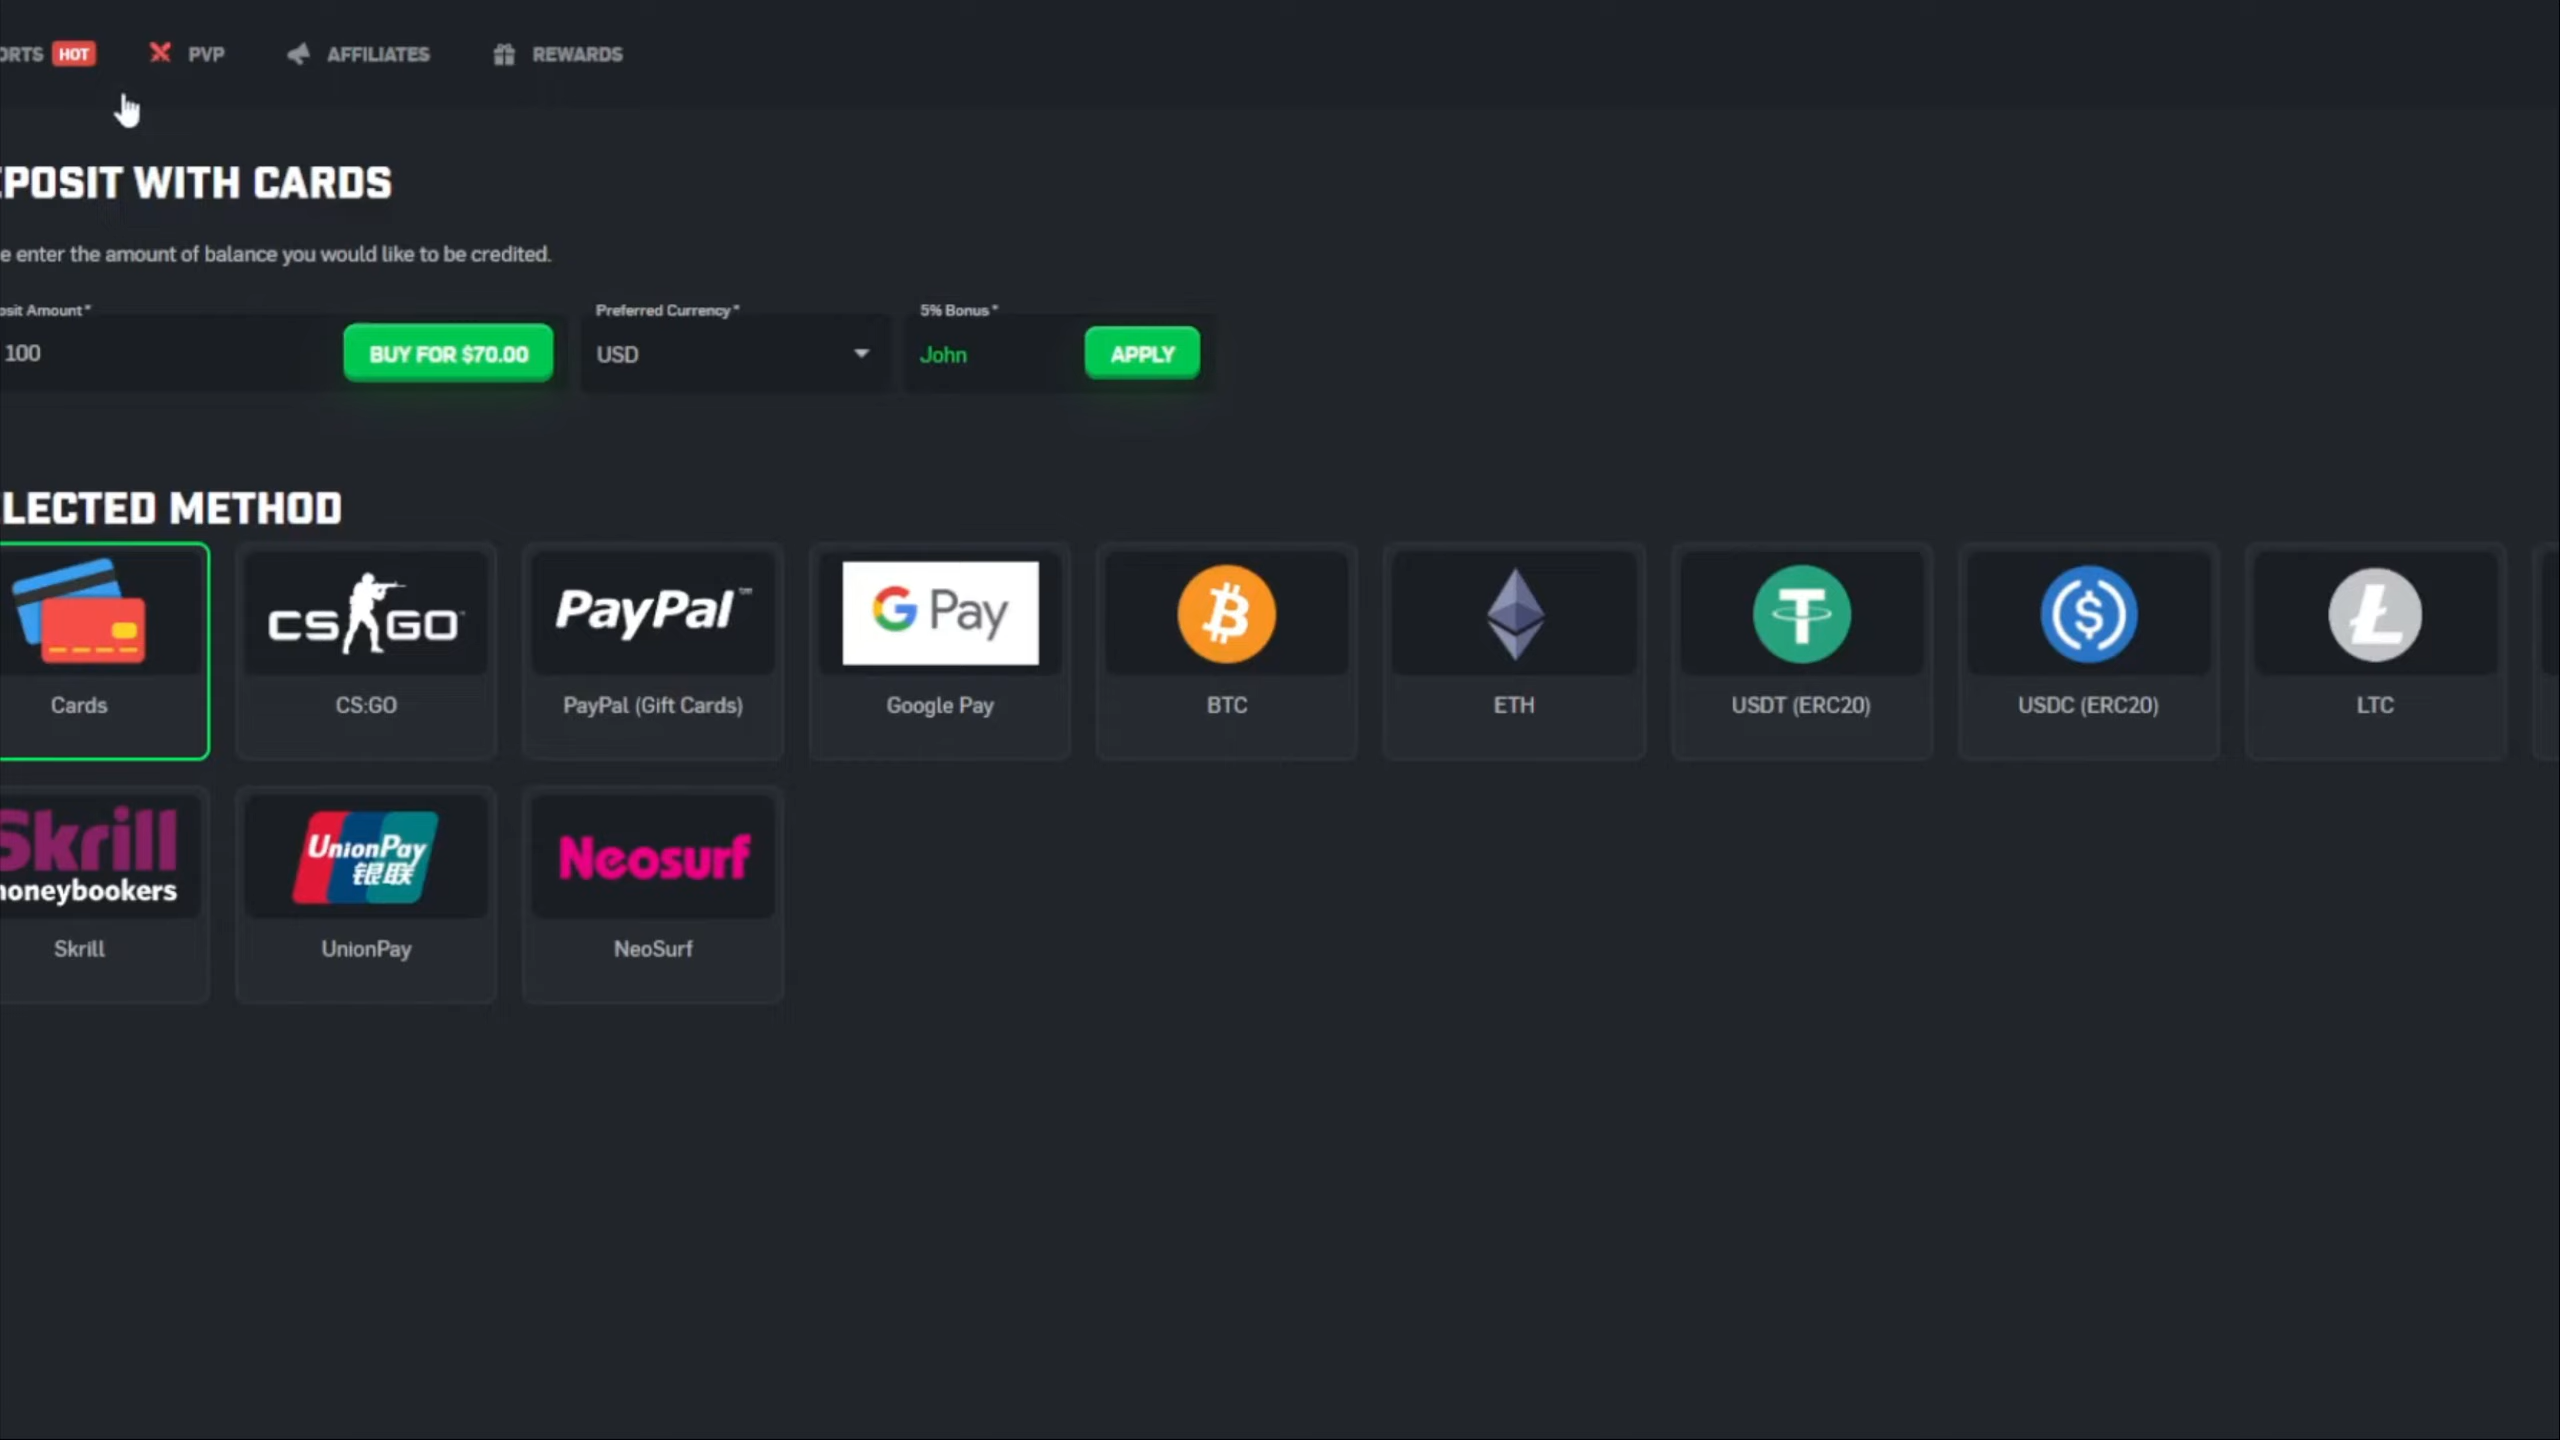 ORTS HOT PVP AFFILIATES REWARDS
EPOSIT WITH CARDS
e enter the amount of balance you would like to be credited.
osit Amount* Preferred Currency* 5% Bonus*
100 BUY FOR $70.00 USD John APPLY
LECTED METHOD
CS GO PayPal™ G Pay
Cards CS:GO PayPal (Gift Cards) Google Pay BTC ETH USDT (ERC20) USDC (ERC20) LTC
Skrill UnionPay Neosurf
moneybookers 银联
Skrill UnionPay NeoSurf